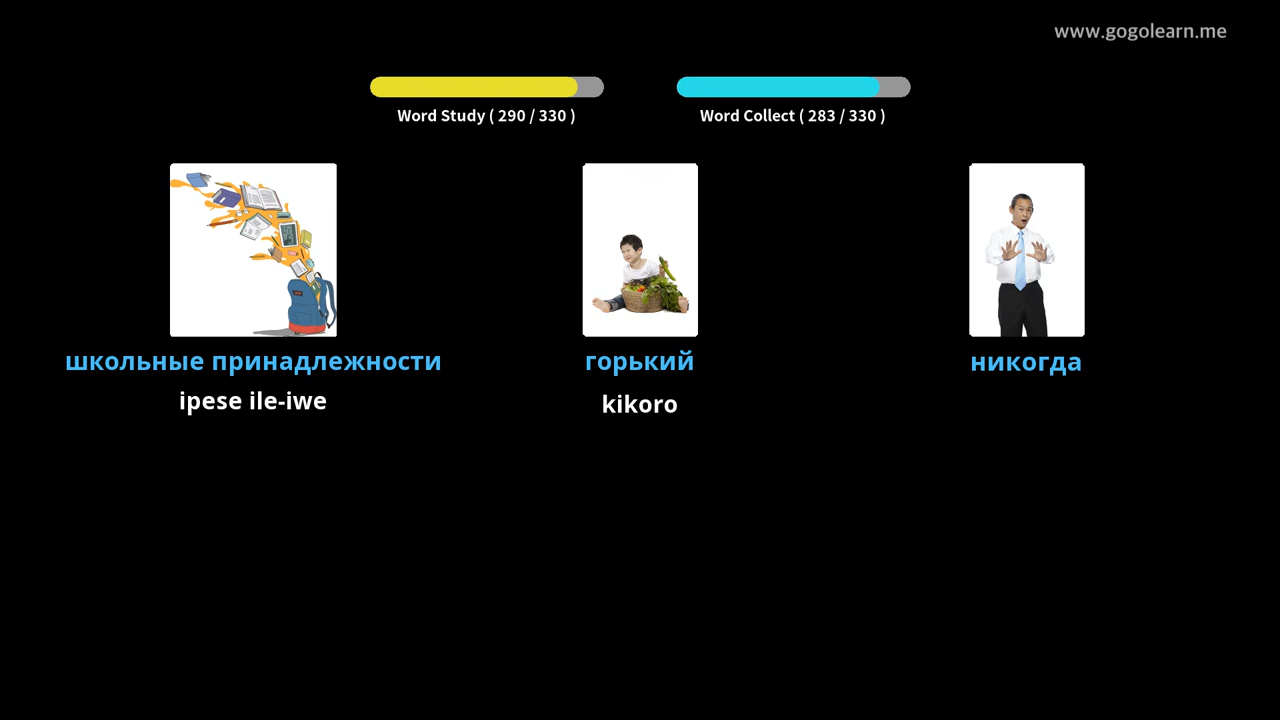 www.gogolearn.me
Word Study ( 290 / 330 )
Word Collect ( 283 / 330 )
школьные принадлежности
ipese ile-iwe
горький
kikoro
никогда